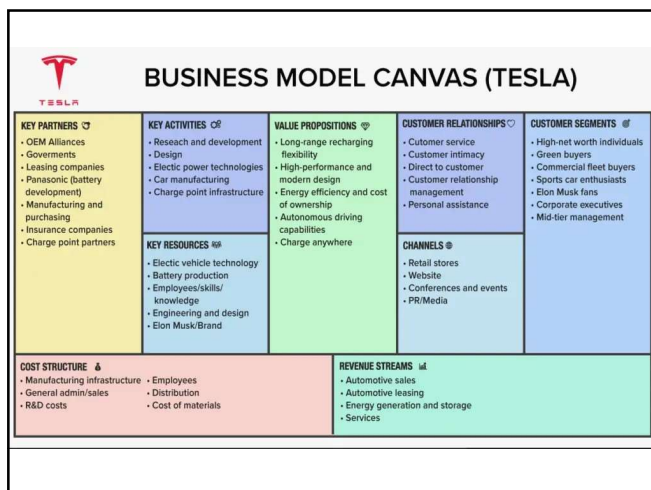 TESLA
BUSINESS MODEL CANVAS (TESLA)
KEY PARTNERS
• OEM Alliances
• Goverments
• Leasing companies
• Panasonic (battery
development)
• Manufacturing and
purchasing
• Insurance companies
• Charge point partners
KEY ACTIVITIES
• Reseach and development
• Design
• Electic power technologies
• Car manufacturing
• Charge point infrastructure
KEY RESOURCES
• Electic vehicle technology
• Battery production
• Employees/skills/
knowledge
• Engineering and design
• Elon Musk/Brand
VALUE PROPOSITIONS
• Long-range recharging
flexibility
• High-performance and
modern design
• Energy efficiency and cost
of ownership
• Autonomous driving
capabilities
• Charge anywhere
CUSTOMER RELATIONSHIPS
• Cutomer service
• Customer intimacy
• Direct to customer
• Customer relationship
management
• Personal assistance
CHANNELS
• Retail stores
• Website
• Conferences and events
• PR/Media
CUSTOMER SEGMENTS
• High-net worth individuals
• Green buyers
• Commercial fleet buyers
• Sports car enthusiasts
• Elon Musk fans
• Corporate executives
• Mid-tier management
COST STRUCTURE
• Manufacturing infrastructure
• General admin/sales
• R&D costs
• Employees
• Distribution
• Cost of materials
REVENUE STREAMS
• Automotive sales
• Automotive leasing
• Energy generation and storage
• Services